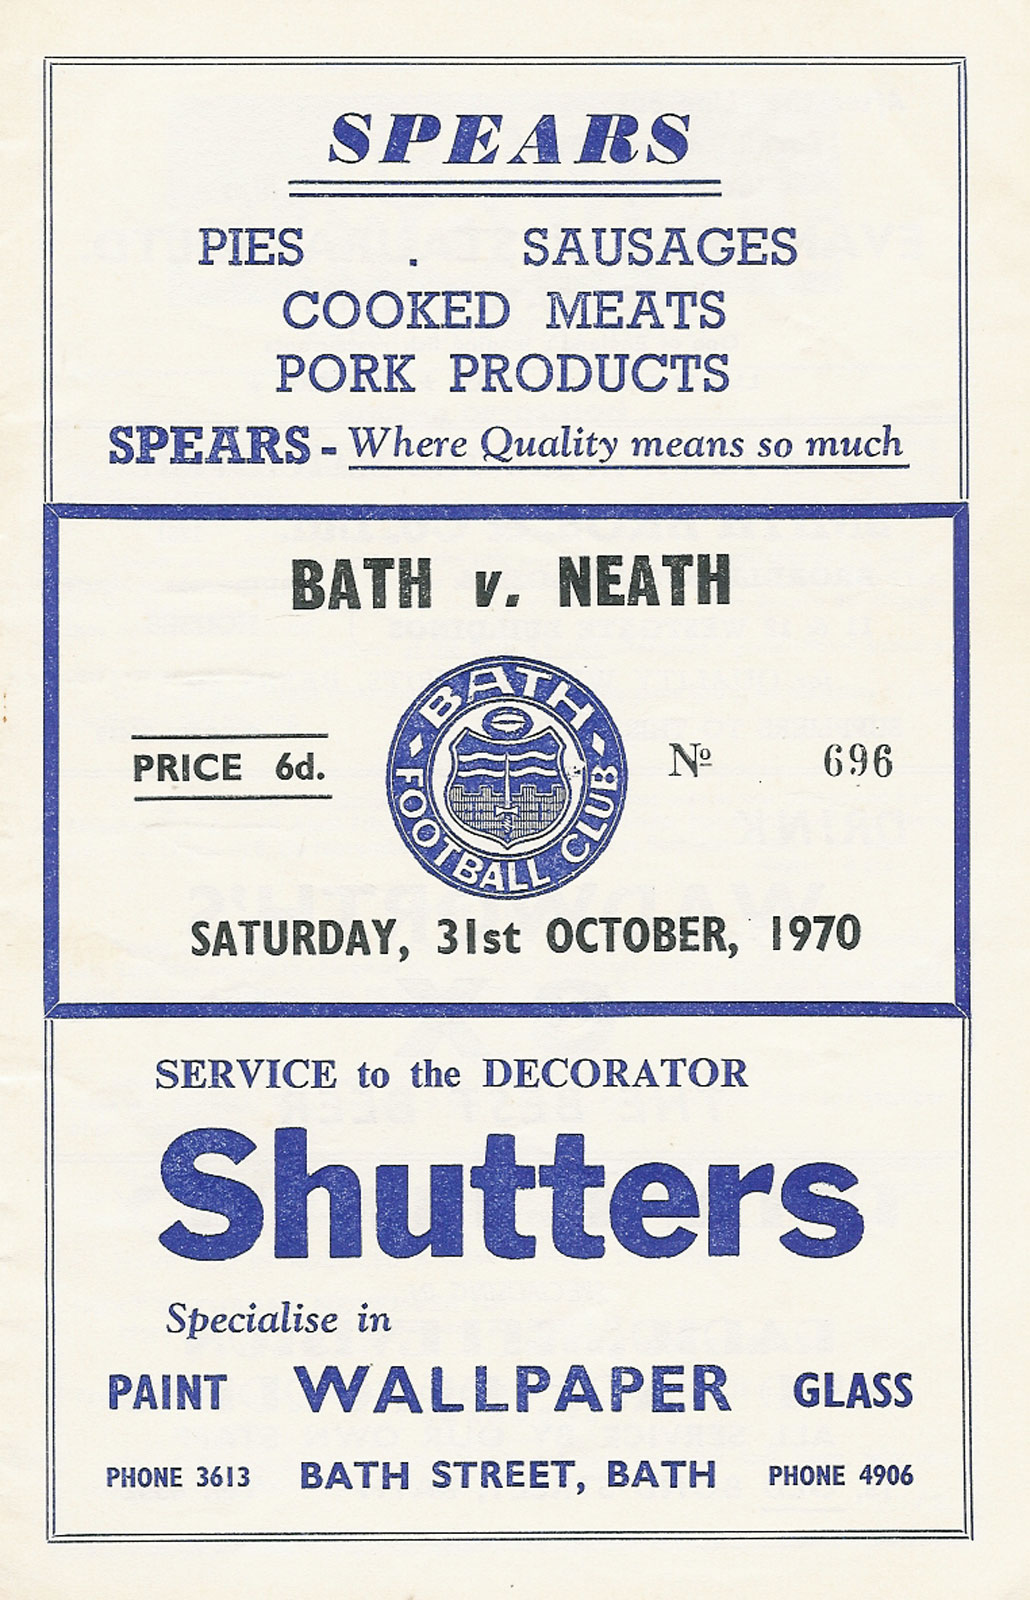 SPEARS
PIES . SAUSAGES
COOKED MEATS
PORK PRODUCTS
SPEARS - Where Quality means so much
BATH v. NEATH
BATH FOOTBALL CLUB
PRICE 6d.
Nº 696
SATURDAY, 31st OCTOBER, 1970
SERVICE to the DECORATOR
Shutters
Specialise in
PAINT WALLPAPER GLASS
PHONE 3613 BATH STREET, BATH PHONE 4906